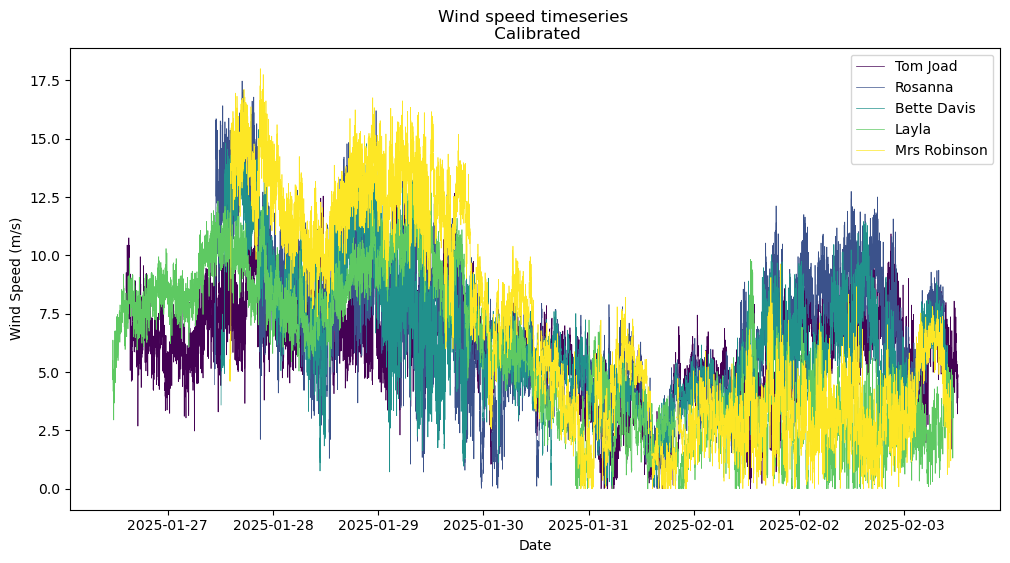 Wind speed timeseries
Calibrated
Tom Joad
Rosanna
Bette Davis
Layla
Mrs Robinson
Wind Speed (m/s)
17.5
15.0
12.5
10.0
7.5
5.0
2.5
0.0
2025-01-27
2025-01-28
2025-01-29
2025-01-30
2025-01-31
2025-02-01
2025-02-02
2025-02-03
Date